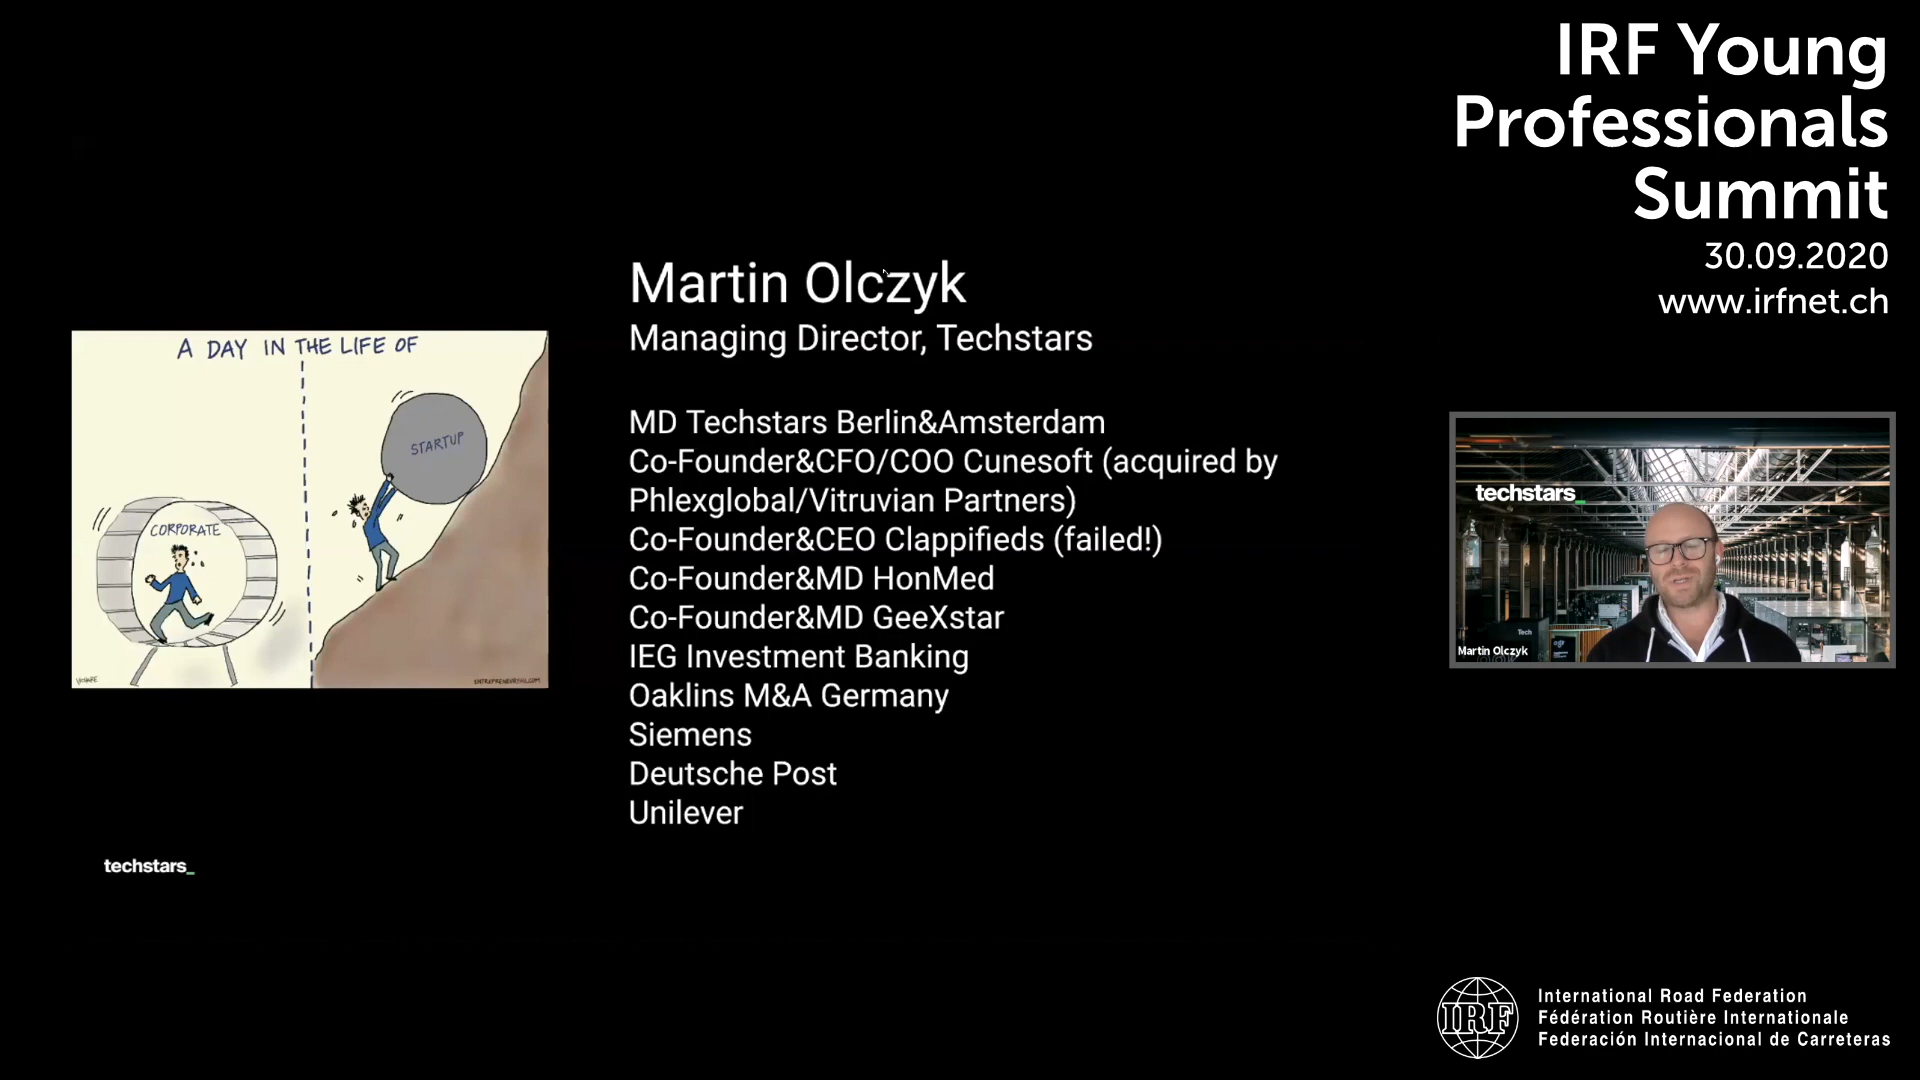 IRF Young
Professionals
Summit
30.09.2020
www.irfnet.ch
Martin Olczyk
Managing Director, Techstars
MD Techstars Berlin&Amsterdam
Co-Founder&CFO/COO Cunesoft (acquired by
Phlexglobal/Vitruvian Partners)
Co-Founder&CEO Clappifieds (failed!)
Co-Founder&MD HonMed
Co-Founder&MD GeeXstar
IEG Investment Banking
Oaklins M&A Germany
Siemens
Deutsche Post
Unilever
A DAY IN THE LIFE OF
STARTUP
CORPORATE
techstars_
techstars_
Tech
Martin Olczyk
IRF
International Road Federation
Fédération Routière Internationale
Federación Internacional de Carreteras